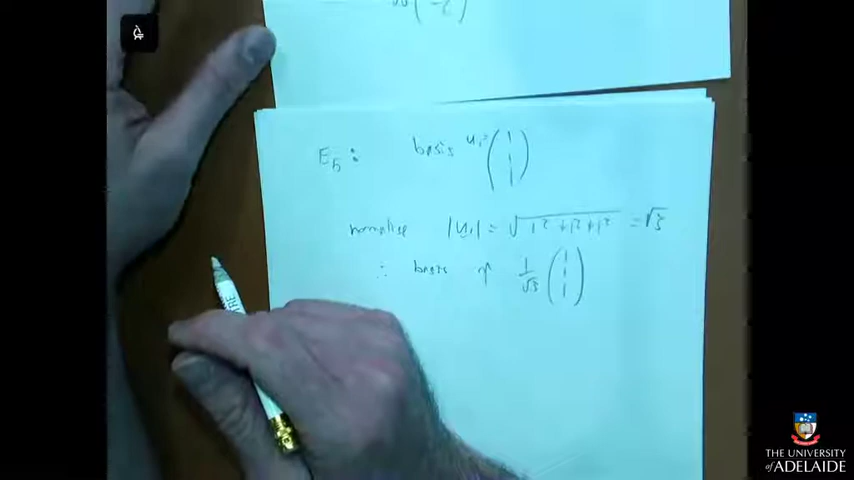 E₅ : basis u₁ = (1 1 1)
normalise |u₁| = √1² + 1² + 1² = √3
∴ basis of 1/√3 (1 1 1)
THE UNIVERSITY
of ADELAIDE